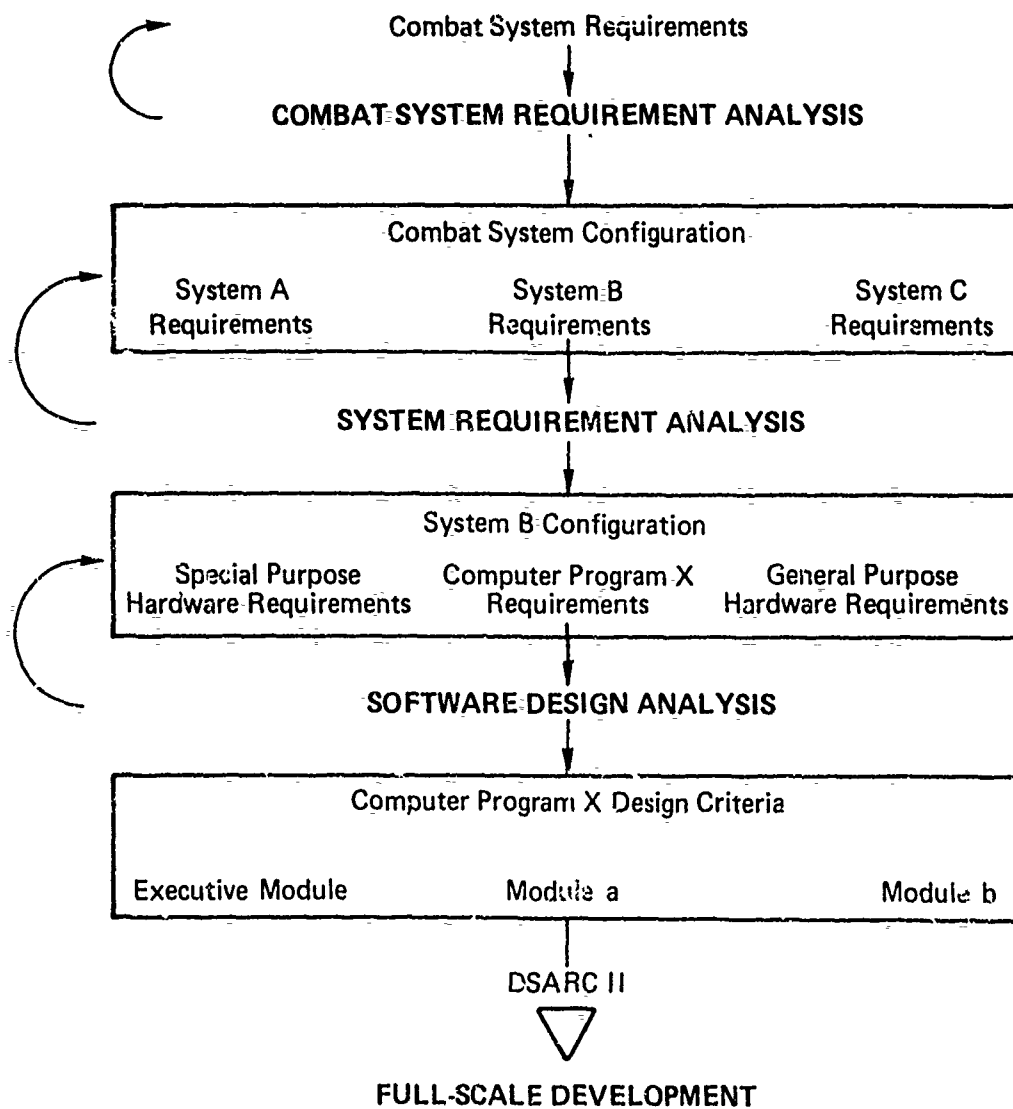 Combat System Requirements
COMBAT SYSTEM REQUIREMENT ANALYSIS
Combat System Configuration
System A
Requirements
System B
Requirements
System C
Requirements
SYSTEM REQUIREMENT ANALYSIS
System B Configuration
Special Purpose
Hardware Requirements
Computer Program X
Requirements
General Purpose
Hardware Requirements
SOFTWARE DESIGN ANALYSIS
Computer Program X Design Criteria
Executive Module
Module a
Module b
DSARC II
FULL-SCALE DEVELOPMENT